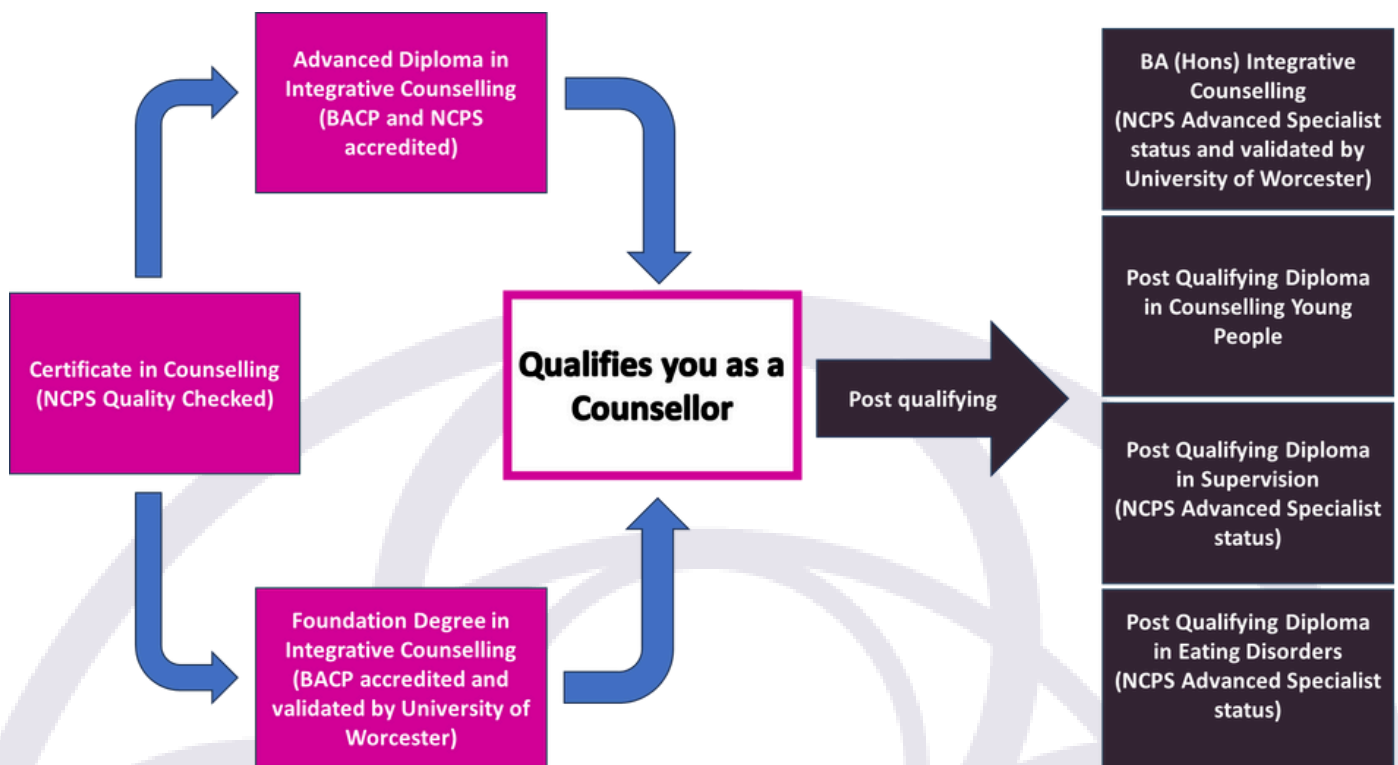 Advanced Diploma in
Integrative Counselling
(BACP and NCPS
accredited)
Certificate in Counselling
(NCPS Quality Checked)
Foundation Degree in
Integrative Counselling
(BACP accredited and
validated by University of
Worcester)
Qualifies you as a
Counsellor
Post qualifying
BA (Hons) Integrative
Counselling
(NCPS Advanced Specialist
status and validated by
University of Worcester)
Post Qualifying Diploma
in Counselling Young
People
Post Qualifying Diploma
in Supervision
(NCPS Advanced Specialist
status)
Post Qualifying Diploma
in Eating Disorders
(NCPS Advanced Specialist
status)